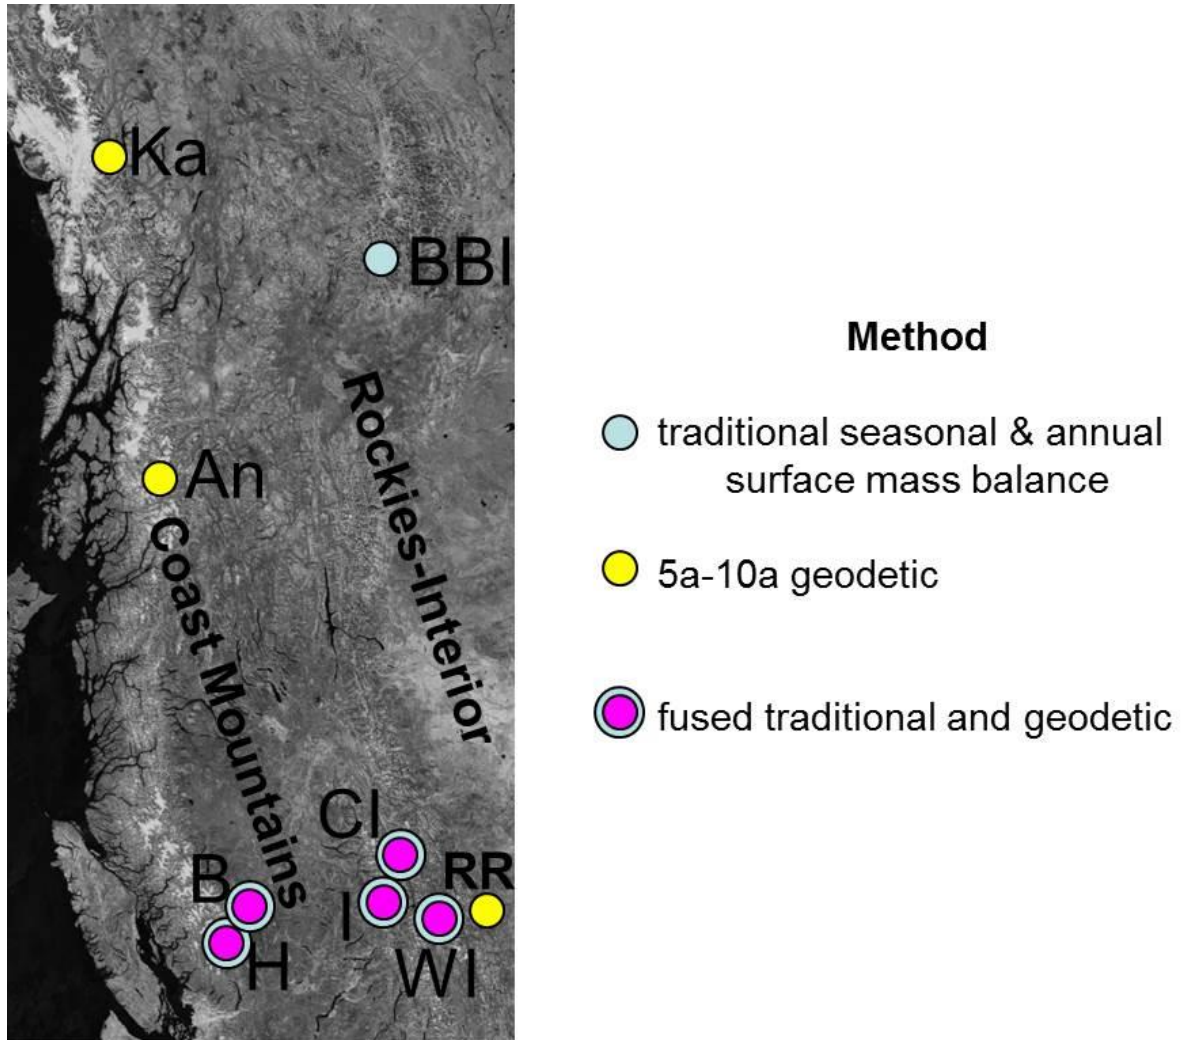 Ka
BBI
Rockies-Interior
An
Coast Mountains
CI
B
RR
I
H
WI
Method
traditional seasonal & annual
surface mass balance
5a-10a geodetic
fused traditional and geodetic